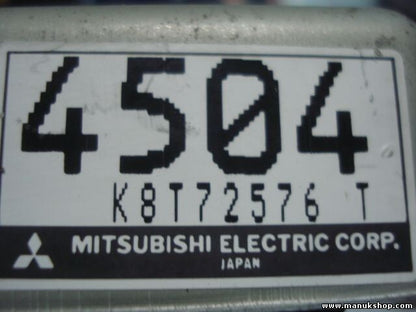 4504
K8T72576 T
MITSUBISHI ELECTRIC CORP.
JAPAN
www.manukshop.com